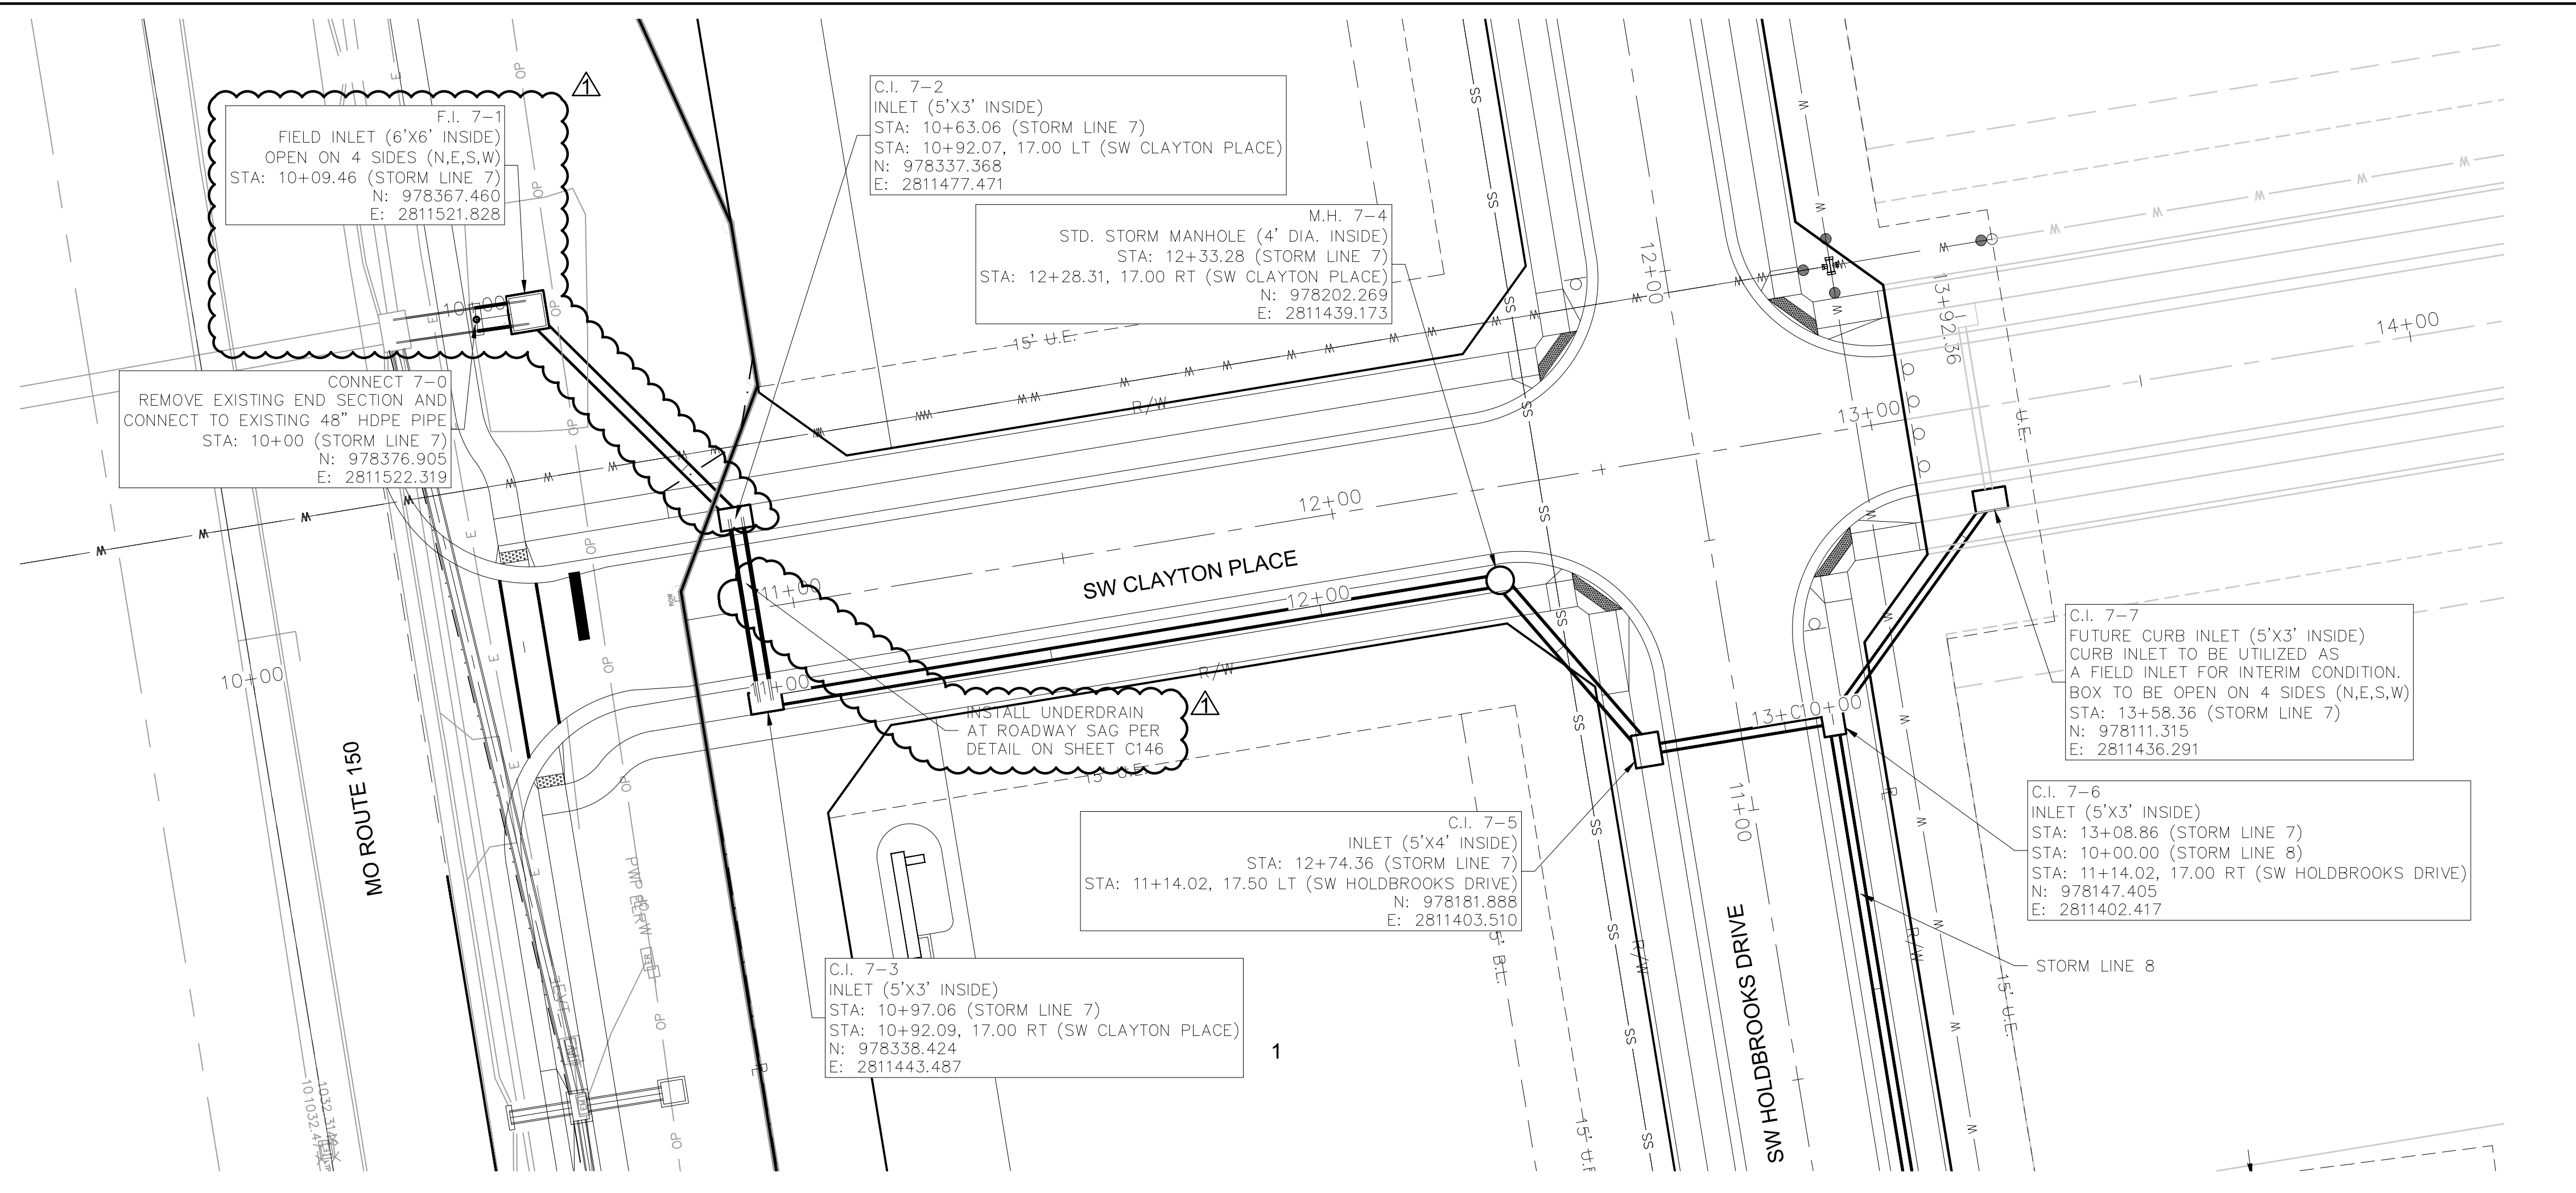 F.I. 7-1
FIELD INLET (6'X6' INSIDE)
OPEN ON 4 SIDES (N,E,S,W)
STA: 10+09.46 (STORM LINE 7)
N: 978367.460
E: 2811521.828
1
C.I. 7-2
INLET (5'X3' INSIDE)
STA: 10+63.06 (STORM LINE 7)
STA: 10+92.07, 17.00 LT (SW CLAYTON PLACE)
N: 978337.368
E: 2811477.471
M.H. 7-4
STD. STORM MANHOLE (4' DIA. INSIDE)
STA: 12+33.28 (STORM LINE 7)
STA: 12+28.31, 17.00 RT (SW CLAYTON PLACE)
N: 978202.269
E: 2811439.173
CONNECT 7-0
REMOVE EXISTING END SECTION AND
CONNECT TO EXISTING 48" HDPE PIPE
STA: 10+00 (STORM LINE 7)
N: 978376.905
E: 2811522.319
10+00
15' U.E.
R/W
12+00
13+92.36
14+00
13+00
U.E.
12+00
SW CLAYTON PLACE
11+00
12+00
11+00
R/W
10+00
INSTALL UNDERDRAIN
AT ROADWAY SAG PER
DETAIL ON SHEET C146
1
15' U.E.
C.I. 7-7
FUTURE CURB INLET (5'X3' INSIDE)
CURB INLET TO BE UTILIZED AS
A FIELD INLET FOR INTERIM CONDITION.
BOX TO BE OPEN ON 4 SIDES (N,E,S,W)
STA: 13+58.36 (STORM LINE 7)
N: 978111.315
E: 2811436.291
10+00
11+00
MO ROUTE 150
C.I. 7-5
INLET (5'X4' INSIDE)
STA: 12+74.36 (STORM LINE 7)
STA: 11+14.02, 17.50 LT (SW HOLDBROOKS DRIVE)
N: 978181.888
E: 2811403.510
C.I. 7-6
INLET (5'X3' INSIDE)
STA: 13+08.86 (STORM LINE 7)
STA: 10+00.00 (STORM LINE 8)
STA: 11+14.02, 17.00 RT (SW HOLDBROOKS DRIVE)
N: 978147.405
E: 2811402.417
C.I. 7-3
INLET (5'X3' INSIDE)
STA: 10+97.06 (STORM LINE 7)
STA: 10+92.09, 17.00 RT (SW CLAYTON PLACE)
N: 978338.424
E: 2811443.487
1
SW HOLDBROOKS DRIVE
STORM LINE 8
R/W
R/W
15' U.E.